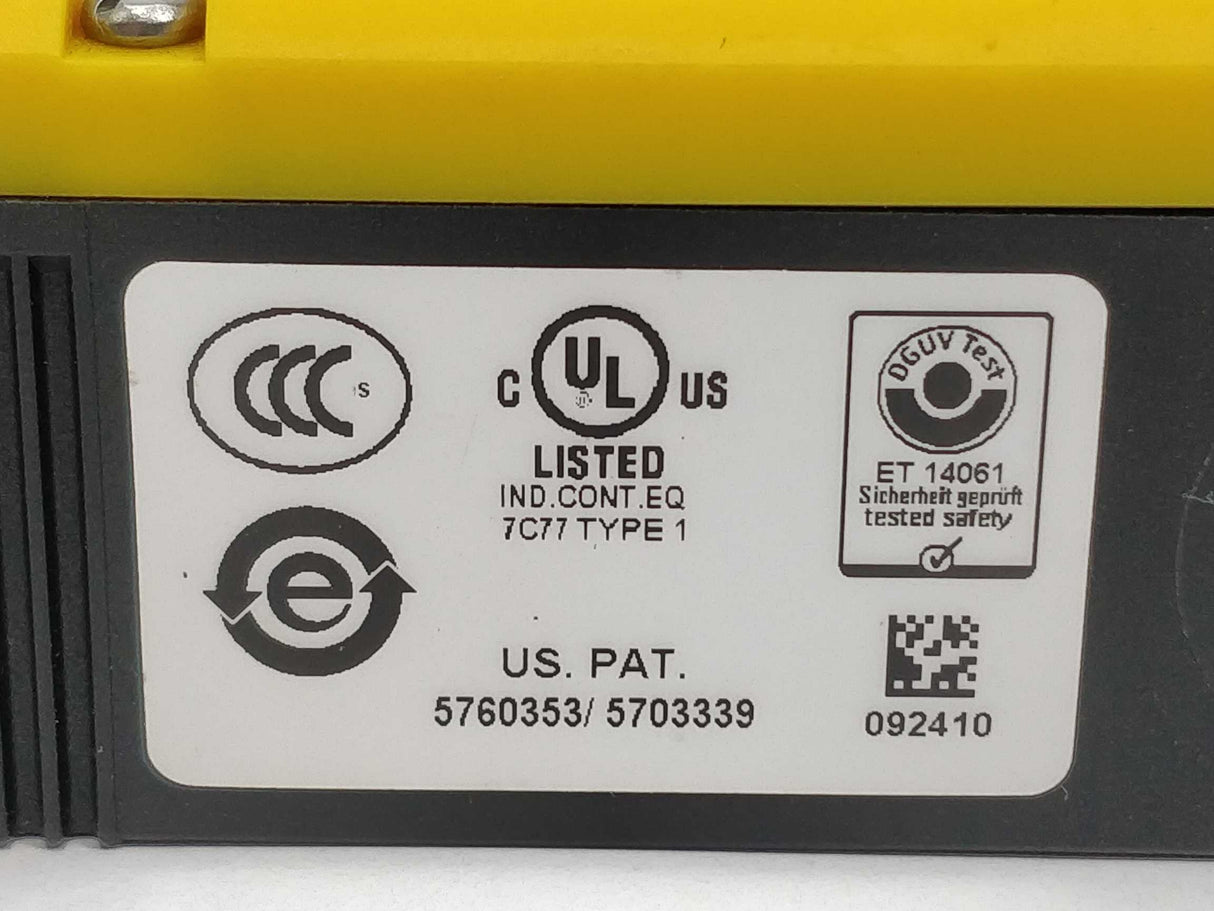 CCC S
C UL US
LISTED
IND.CONT.EQ
7C77 TYPE 1
DGUV Test
ET 14061
Sicherheit geprüft
tested safety
e
US. PAT.
5760353/ 5703339
092410